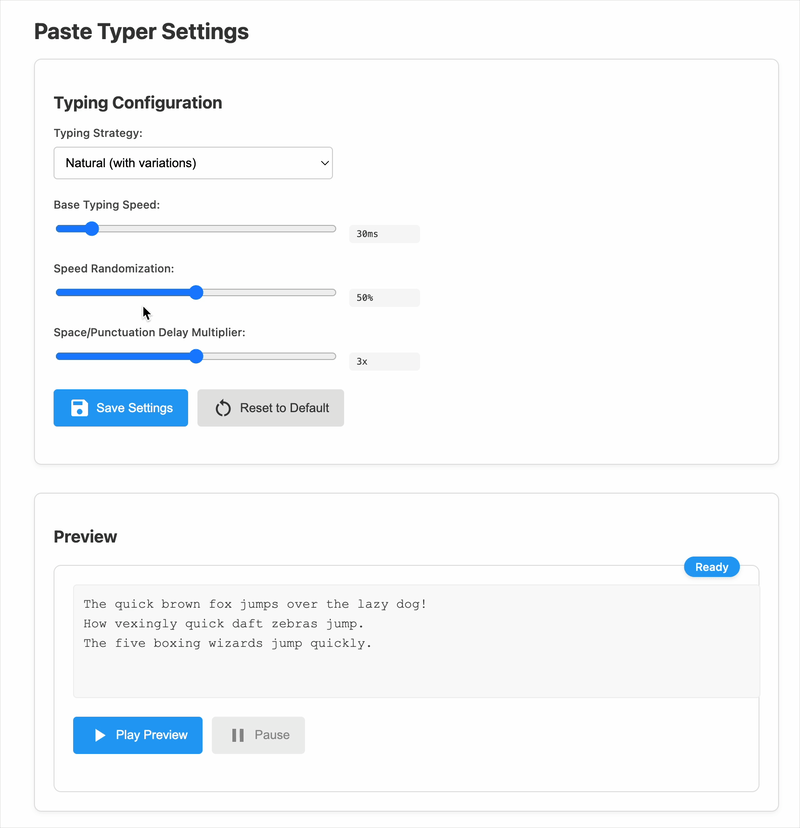 Paste Typer Settings
Typing Configuration
Typing Strategy:
Natural (with variations)
Base Typing Speed:
30ms
Speed Randomization:
50%
Space/Punctuation Delay Multiplier:
3x
Save Settings
Reset to Default
Preview
Ready
The quick brown fox jumps over the lazy dog!
How vexingly quick daft zebras jump.
The five boxing wizards jump quickly.
Play Preview
Pause